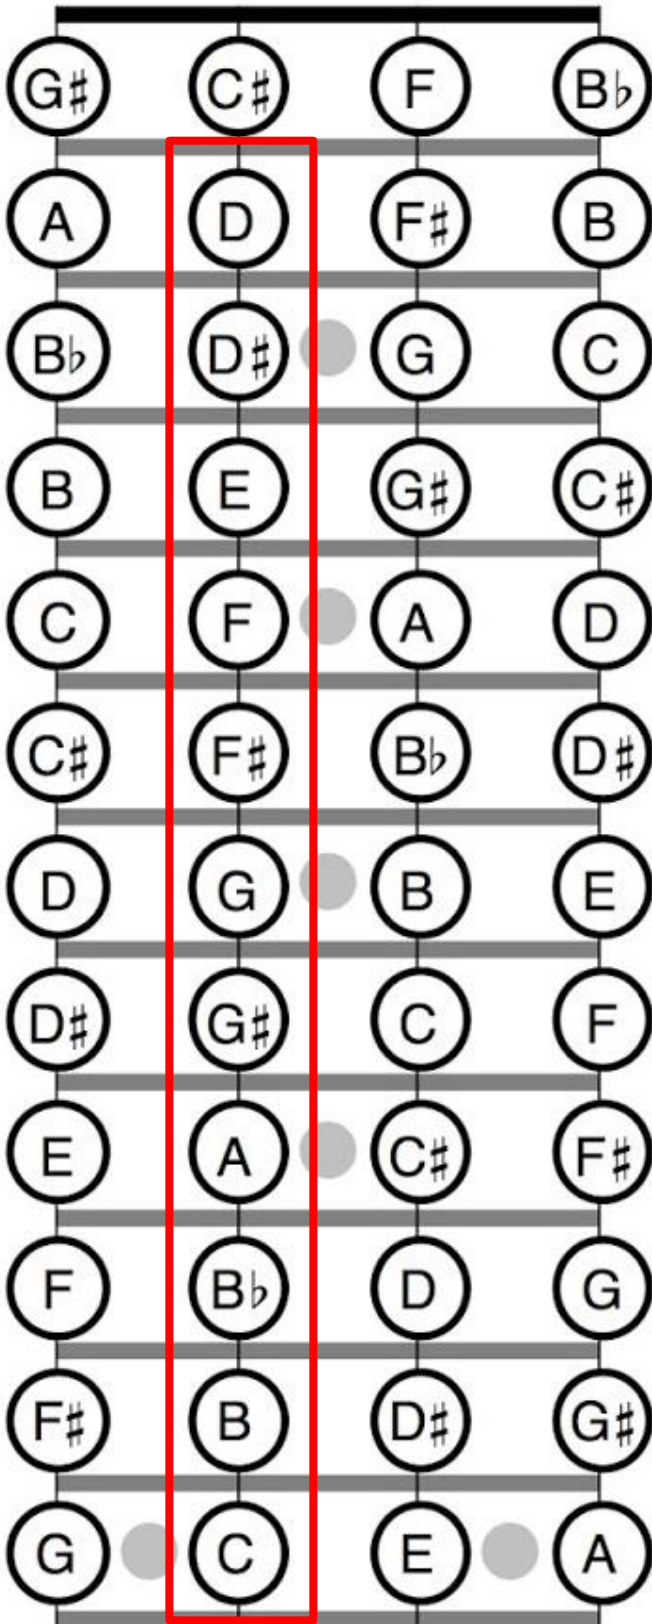 G♯ C♯ F B♭
A D F♯ B
B♭ D♯ G C
B E G♯ C♯
C F A D
C♯ F♯ B♭ D♯
D G B E
D♯ G♯ C F
E A C♯ F♯
F B♭ D G
F♯ B D♯ G♯
G C E A